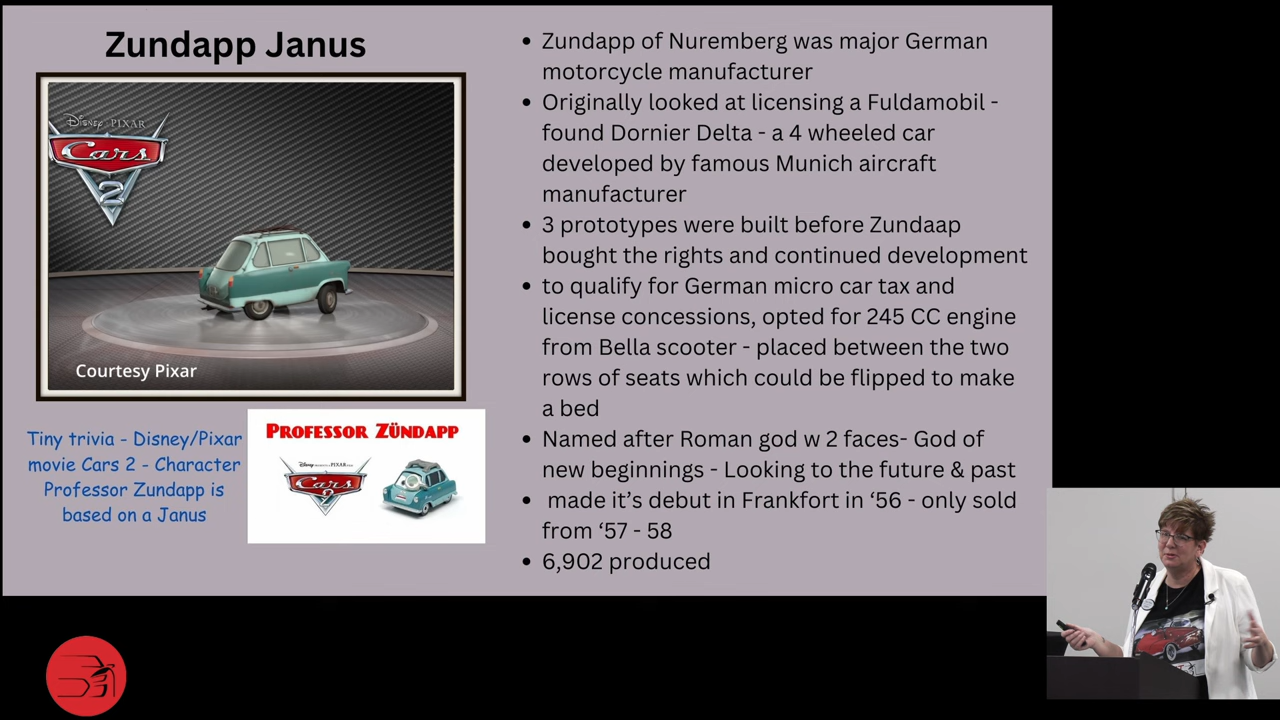 Zundapp Janus
DISNEY·PIXAR
Cars
2
Courtesy Pixar
Tiny trivia - Disney/Pixar
movie Cars 2 - Character
Professor Zundapp is
based on a Janus
PROFESSOR ZÜNDAPP
Cars
2
• Zundapp of Nuremberg was major German
motorcycle manufacturer
• Originally looked at licensing a Fuldamobil -
found Dornier Delta - a 4 wheeled car
developed by famous Munich aircraft
manufacturer
• 3 prototypes were built before Zundaap
bought the rights and continued development
• to qualify for German micro car tax and
license concessions, opted for 245 CC engine
from Bella scooter - placed between the two
rows of seats which could be flipped to make
a bed
• Named after Roman god w 2 faces- God of
new beginnings - Looking to the future & past
• made it’s debut in Frankfort in ‘56 - only sold
from ‘57 - 58
• 6,902 produced